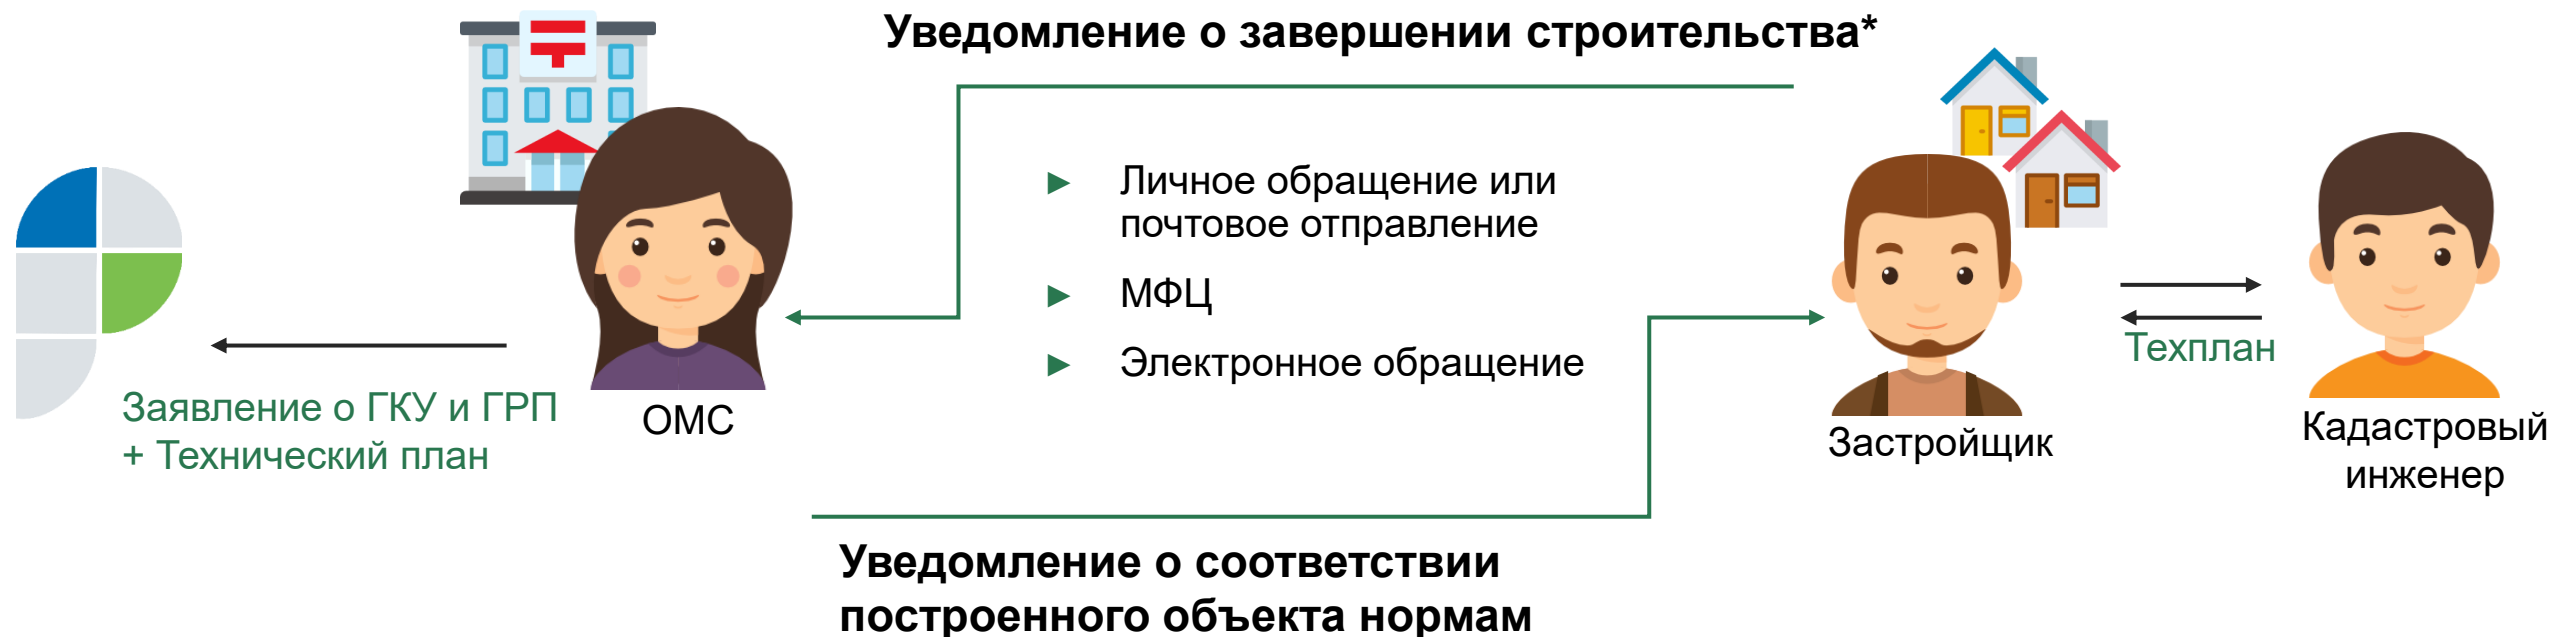 Уведомление о завершении строительства*
► Личное обращение или
почтовое отправление
► МФЦ
► Электронное обращение
Техплан
Заявление о ГКУ и ГРП
+ Технический план
ОМС
Застройщик
Кадастровый
инженер
Уведомление о соответствии
построенного объекта нормам